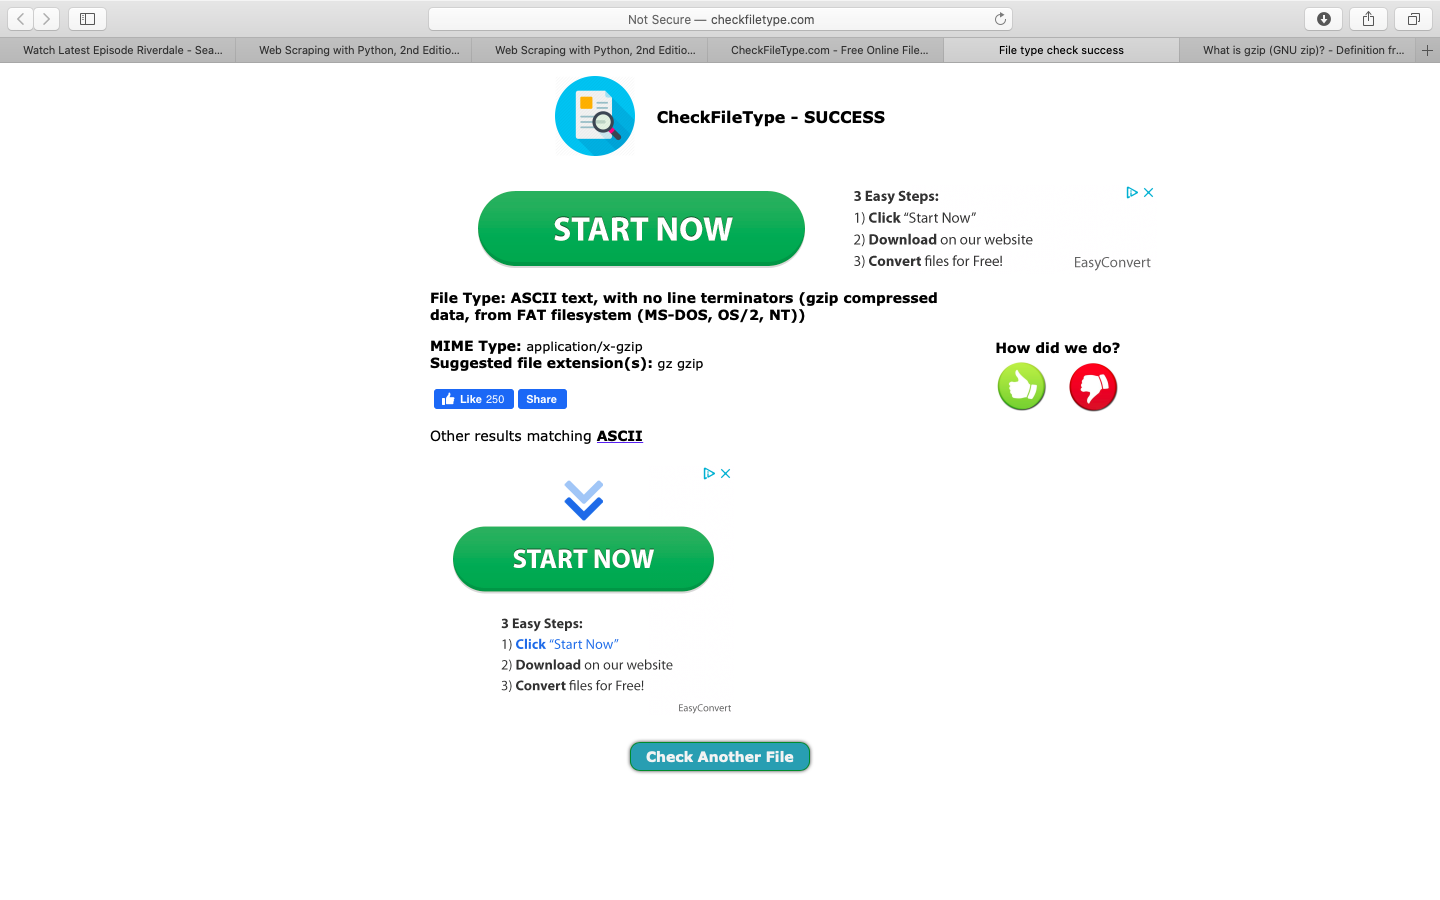 Not Secure — checkfiletype.com
Watch Latest Episode Riverdale - Sea...
Web Scraping with Python, 2nd Editio...
Web Scraping with Python, 2nd Editio...
CheckFileType.com - Free Online File...
File type check success
What is gzip (GNU zip)? - Definition fr...
CheckFileType - SUCCESS
START NOW
3 Easy Steps:
1) Click “Start Now”
2) Download on our website
3) Convert files for Free!
EasyConvert
File Type: ASCII text, with no line terminators (gzip compressed
data, from FAT filesystem (MS-DOS, OS/2, NT))
MIME Type: application/x-gzip
Suggested file extension(s): gz gzip
How did we do?
Like 250
Share
Other results matching ASCII
START NOW
3 Easy Steps:
1) Click “Start Now”
2) Download on our website
3) Convert files for Free!
EasyConvert
Check Another File